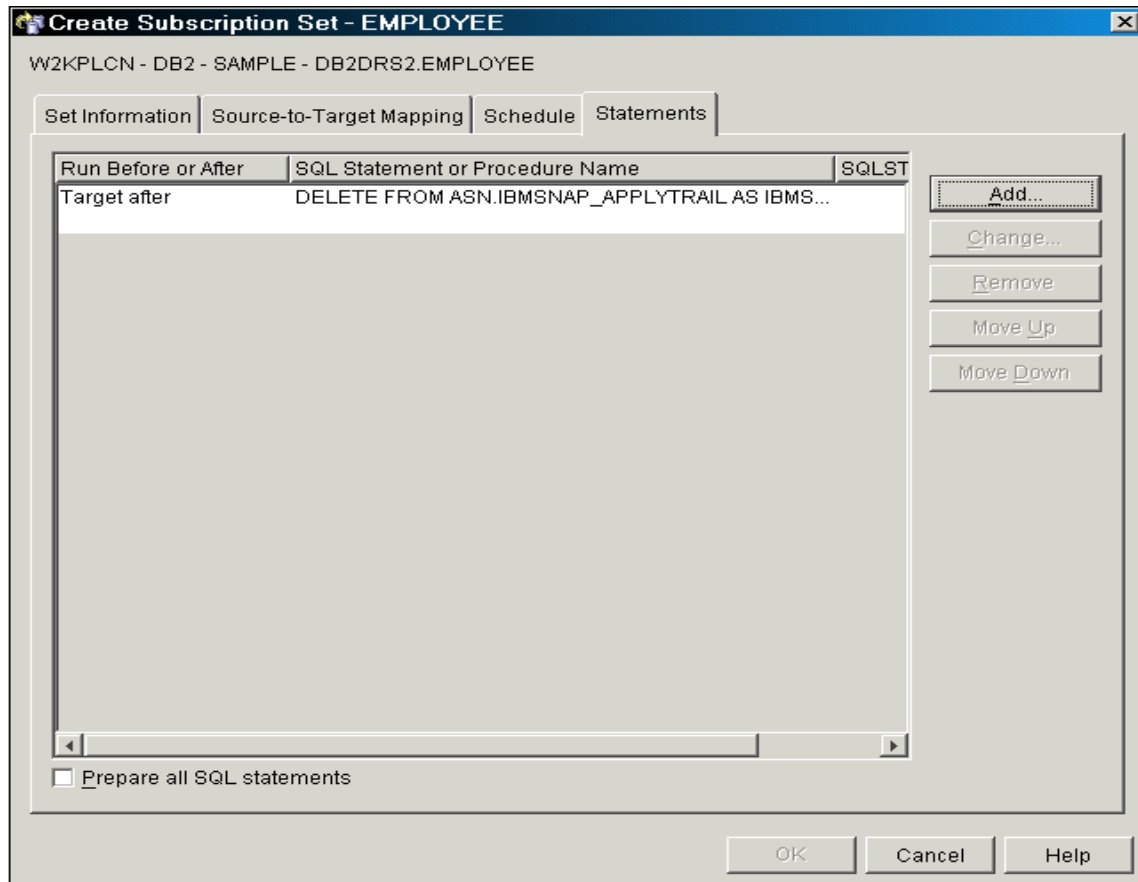 Create Subscription Set - EMPLOYEE
W2KPLCN - DB2 - SAMPLE - DB2DRS2.EMPLOYEE
Set Information Source-to-Target Mapping Schedule Statements
Run Before or After SQL Statement or Procedure Name SQLST
Target after DELETE FROM ASN.IBMSNAP_APPLYTRAIL AS IBMS...
Add...
Change...
Remove
Move Up
Move Down
Prepare all SQL statements
OK Cancel Help